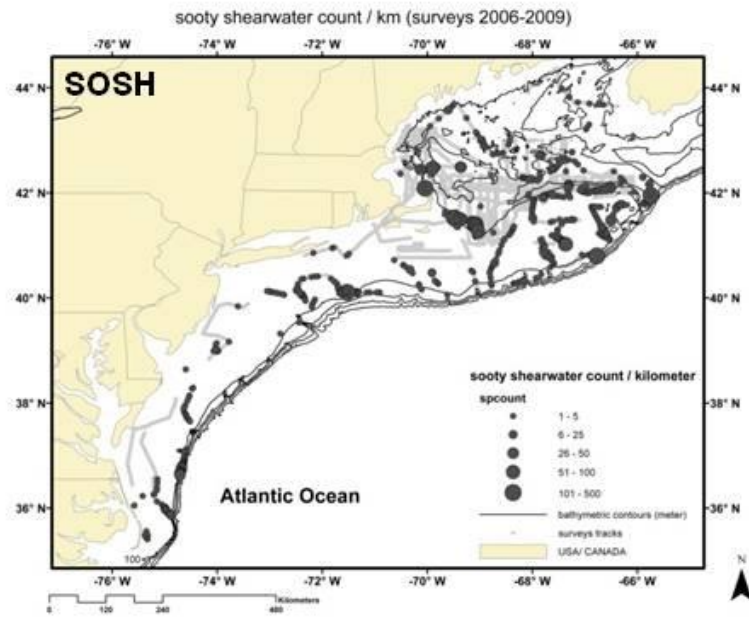 sooty shearwater count / km (surveys 2006-2009)
-76° W -74° W -72° W -70° W -68° W -66° W
SOSH
44° N 44° N
42° N 42° N
40° N 40° N
38° N 38° N
36° N 36° N
sooty shearwater count / kilometer
spcount
1 - 5
6 - 25
26 - 50
51 - 100
101 - 500
bathymetric contours (meter)
surveys tracks
USA/ CANADA
Atlantic Ocean
100
-76° W -74° W -72° W -70° W -68° W -66° W
N
Kilometers
0 120 240 480